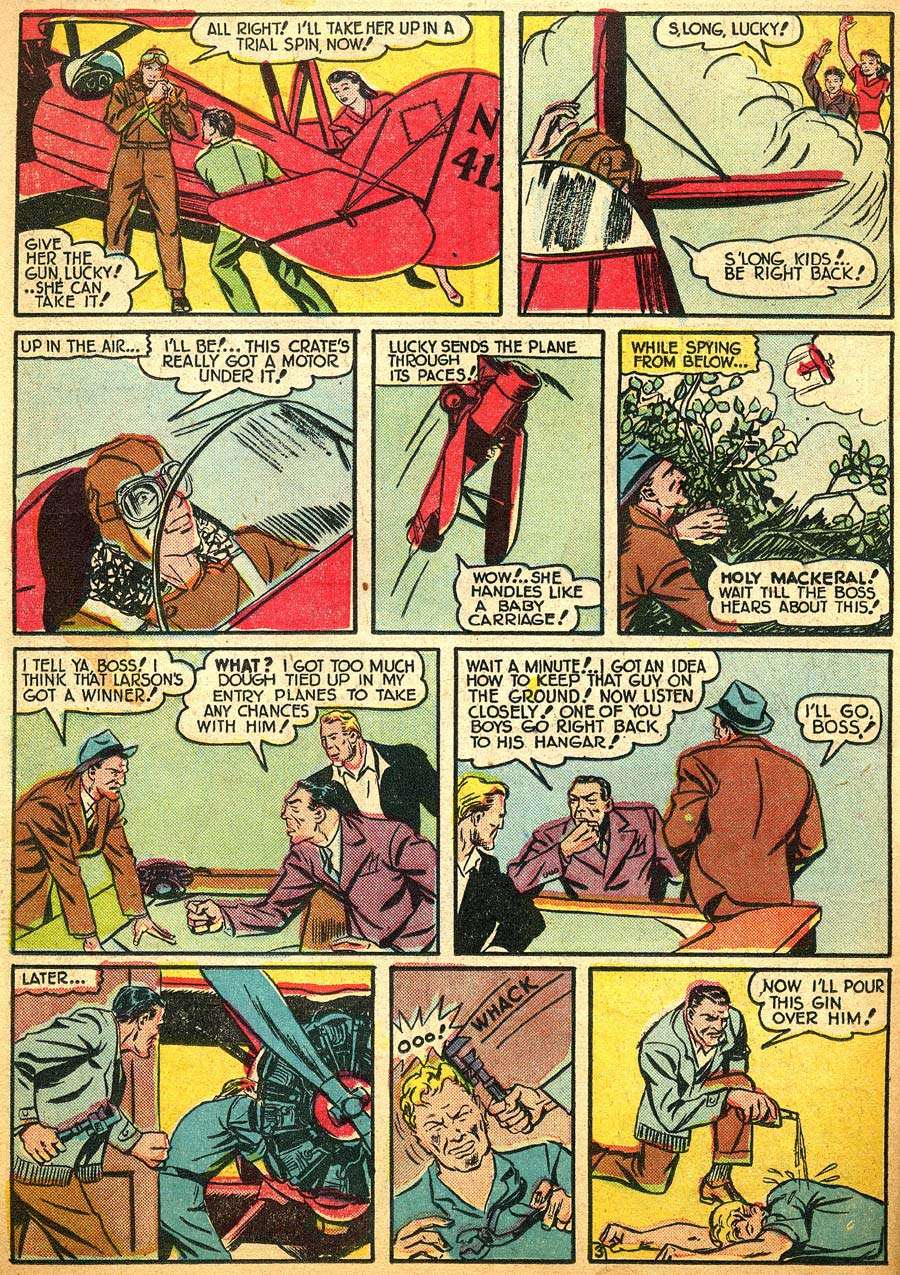 ALL RIGHT! I'LL TAKE HER UP IN A
TRIAL SPIN, NOW!
N
417
GIVE
HER THE
GUN, LUCKY!
..SHE CAN
TAKE IT!
S,LONG, LUCKY!
S'LONG, KIDS!..
BE RIGHT BACK!
UP IN THE AIR...
I'LL BE!...THIS CRATE'S
REALLY GOT A MOTOR
UNDER IT!
LUCKY SENDS THE PLANE
THROUGH
ITS PACES!
WOW!..SHE
HANDLES LIKE
A BABY
CARRIAGE!
WHILE SPYING
FROM BELOW...
HOLY MACKERAL!
WAIT TILL THE BOSS
HEARS ABOUT THIS!
I TELL YA, BOSS! I
THINK THAT LARSON'S
GOT A WINNER!
WHAT? I GOT TOO MUCH
DOUGH TIED UP IN MY
ENTRY PLANES TO TAKE
ANY CHANCES
WITH HIM!
WAIT A MINUTE!..I GOT AN IDEA
HOW TO KEEP THAT GUY ON
THE GROUND! NOW LISTEN
CLOSELY! ONE OF YOU
BOYS GO RIGHT BACK
TO HIS HANGAR!
I'LL GO,
BOSS!
LATER...
OOO!
WHACK
NOW I'LL POUR
THIS GIN
OVER HIM!
3